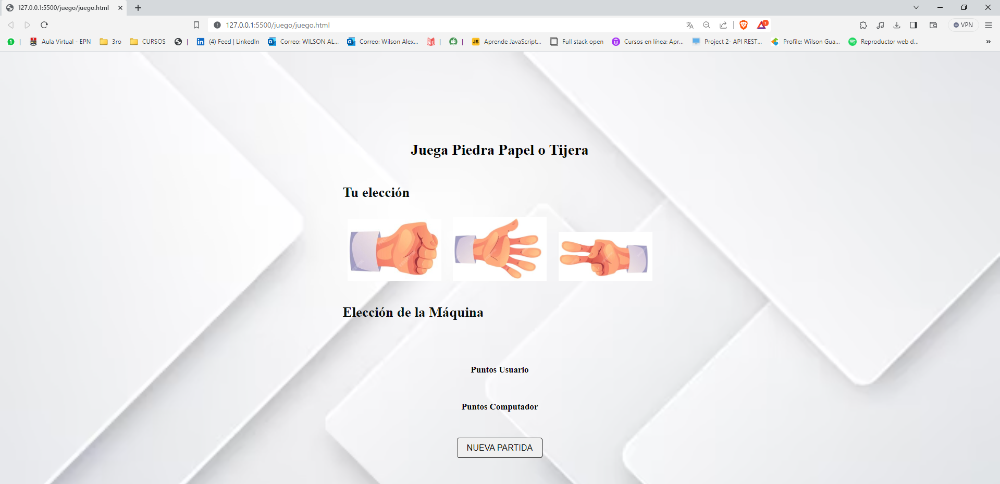 127.0.0.1:5500/juego/juego.html
127.0.0.1:5500/juego/juego.html
1
VPN
1
Aula Virtual - EPN
3ro
CURSOS
(4) Feed | LinkedIn
Correo: WILSON AL...
Correo: Wilson Alex...
JS
Aprende JavaScript...
Full stack open
Cursos en línea: Apr...
Project 2- API REST...
Profile: Wilson Gua...
Reproductor web d...
Juega Piedra Papel o Tijera
Tu elección
Elección de la Máquina
Puntos Usuario
Puntos Computador
NUEVA PARTIDA